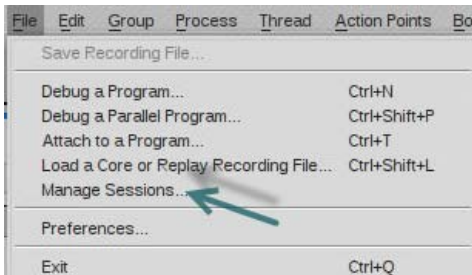 File Edit Group Process Thread Action Points Bo
Save Recording File...
Debug a Program... Ctrl+N
Debug a Parallel Program... Ctrl+Shift+P
Attach to a Program... Ctrl+T
Load a Core or Replay Recording File... Ctrl+Shift+L
Manage Sessions...
Preferences...
Exit Ctrl+Q